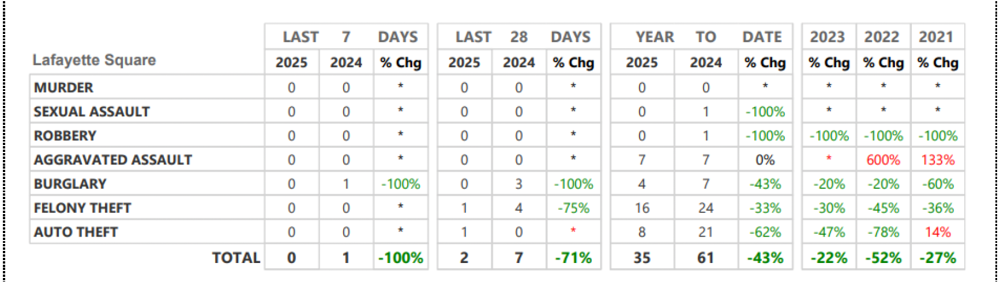 LAST 7 DAYS LAST 28 DAYS YEAR TO DATE 2023 2022 2021
Lafayette Square 2025 2024 % Chg 2025 2024 % Chg 2025 2024 % Chg % Chg % Chg % Chg
MURDER 0 0 * 0 0 * 0 0 * * * *
SEXUAL ASSAULT 0 0 * 0 0 * 0 1 -100% * * *
ROBBERY 0 0 * 0 0 * 0 1 -100% -100% -100% -100%
AGGRAVATED ASSAULT 0 0 * 0 0 * 7 7 0% * 600% 133%
BURGLARY 0 1 -100% 0 3 -100% 4 7 -43% -20% -20% -60%
FELONY THEFT 0 0 * 1 4 -75% 16 24 -33% -30% -45% -36%
AUTO THEFT 0 0 * 1 0 * 8 21 -62% -47% -78% 14%
TOTAL 0 1 -100% 2 7 -71% 35 61 -43% -22% -52% -27%